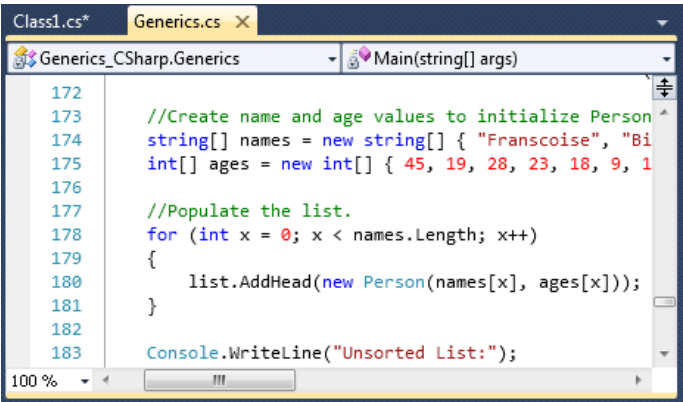 Class1.cs* Generics.cs
Generics_CSharp.Generics Main(string[] args)
172
173 //Create name and age values to initialize Person
174 string[] names = new string[] { "Franscoise", "Bi
175 int[] ages = new int[] { 45, 19, 28, 23, 18, 9, 1
176
177 //Populate the list.
178 for (int x = 0; x < names.Length; x++)
179 {
180 list.AddHead(new Person(names[x], ages[x]));
181 }
182
183 Console.WriteLine("Unsorted List:");
100 %